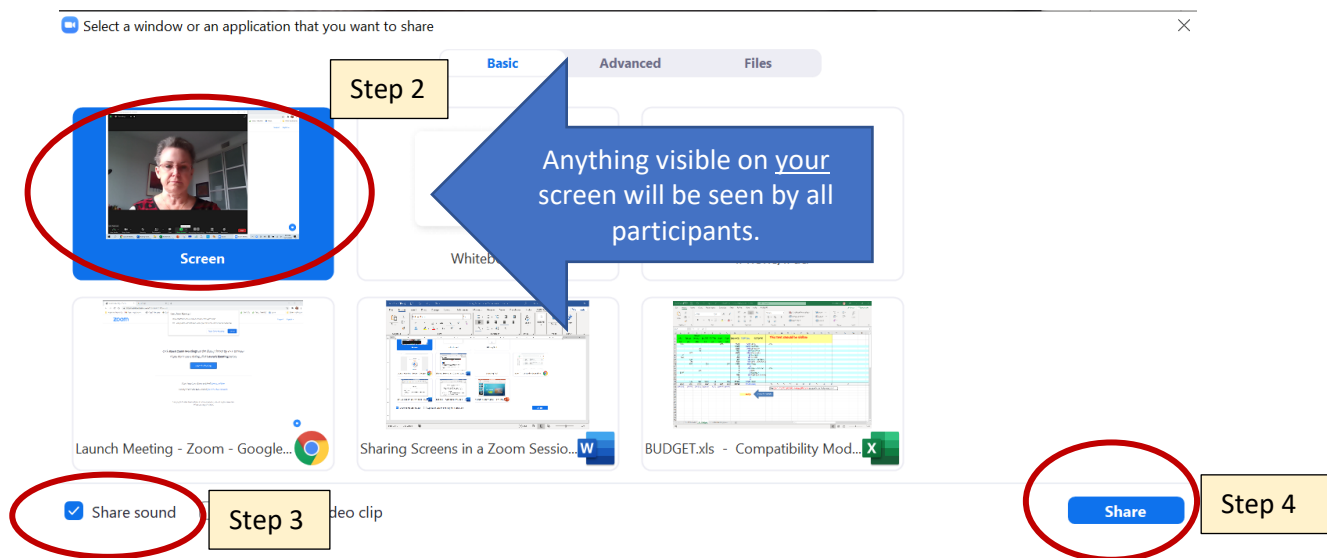 Select a window or an application that you want to share
Basic Advanced Files
Step 2
Anything visible on your
screen will be seen by all
participants.
Screen
Launch Meeting - Zoom - Google...
Sharing Screens in a Zoom Sessio...
BUDGET.xls - Compatibility Mod...
Share sound
Step 3
deo clip
Share
Step 4